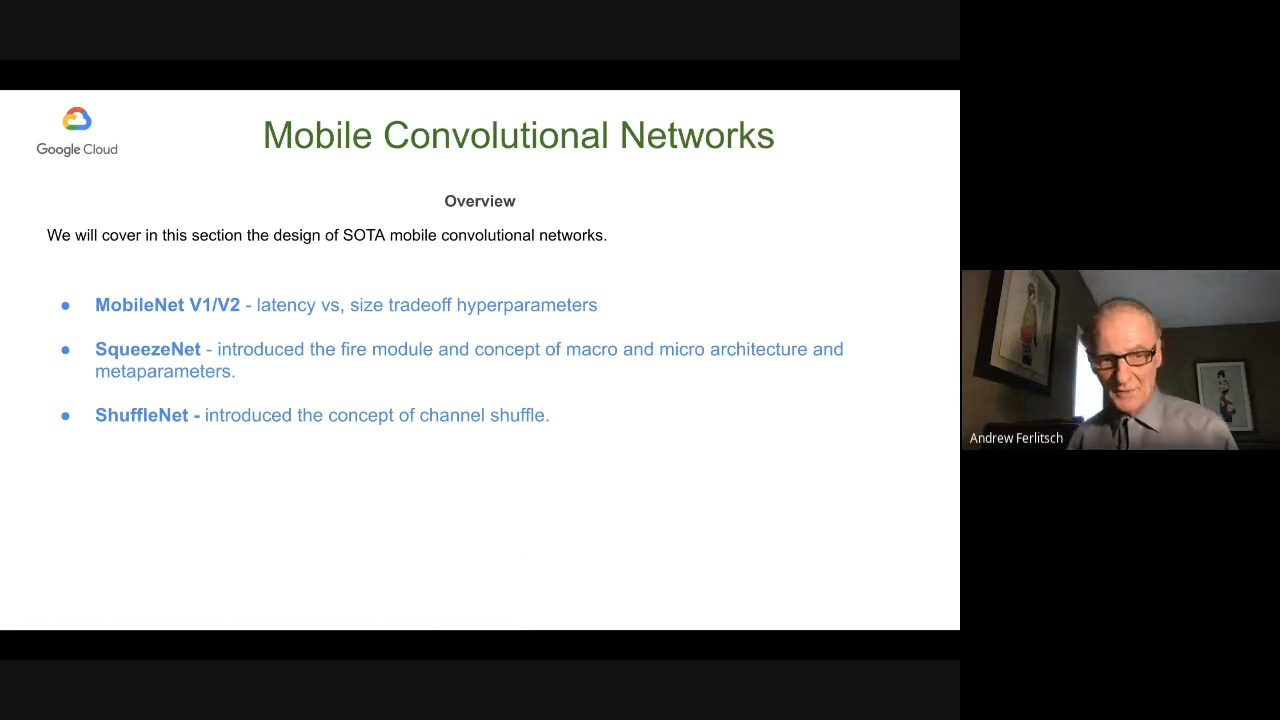 Google Cloud
Mobile Convolutional Networks
Overview
We will cover in this section the design of SOTA mobile convolutional networks.
● MobileNet V1/V2 - latency vs, size tradeoff hyperparameters
● SqueezeNet - introduced the fire module and concept of macro and micro architecture and
metaparameters.
● ShuffleNet - introduced the concept of channel shuffle.
Andrew Ferlitsch